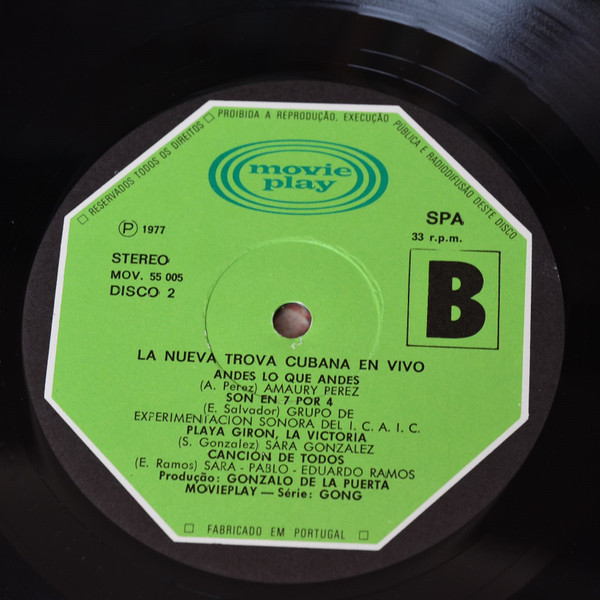 □ RESERVADOS TODOS OS DIREITOS □ PROIBIDA A REPRODUÇÃO, EXECUÇÃO PÚBLICA E RADIODIFUSÃO DESTE DISCO
movie
play
Ⓟ 1977
SPA
33 r.p.m.
STEREO
MOV. 55 005
DISCO 2
B
LA NUEVA TROVA CUBANA EN VIVO
ANDES LO QUE ANDES
(A. Perez) AMAURY PEREZ
SON EN 7 POR 4
(E. Salvador) GRUPO DE
EXPERIMENTACION SONORA DEL I. C. A. I. C.
PLAYA GIRON, LA VICTORIA
(S. Gonzalez) SARA GONZALEZ
CANCION DE TODOS
(E. Ramos) SARA - PABLO - EDUARDO RAMOS
Produção: GONZALO DE LA PUERTA
MOVIEPLAY — Série: GONG
□ FABRICADO EM PORTUGAL □